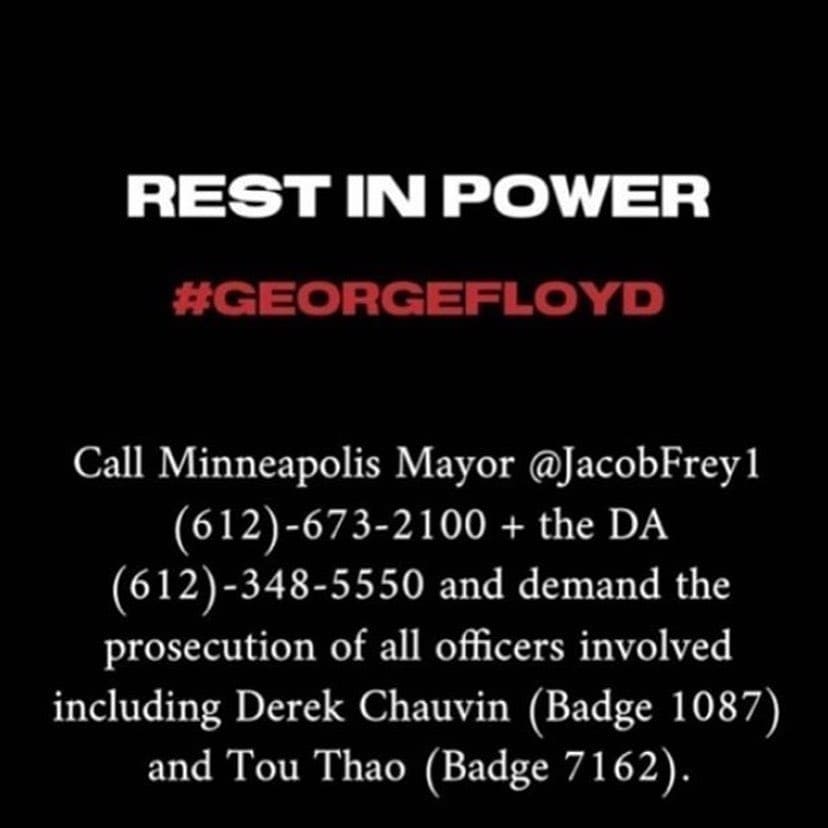 REST IN POWER
#GEORGEFLOYD
Call Minneapolis Mayor @JacobFrey1
(612)-673-2100 + the DA
(612)-348-5550 and demand the
prosecution of all officers involved
including Derek Chauvin (Badge 1087)
and Tou Thao (Badge 7162).